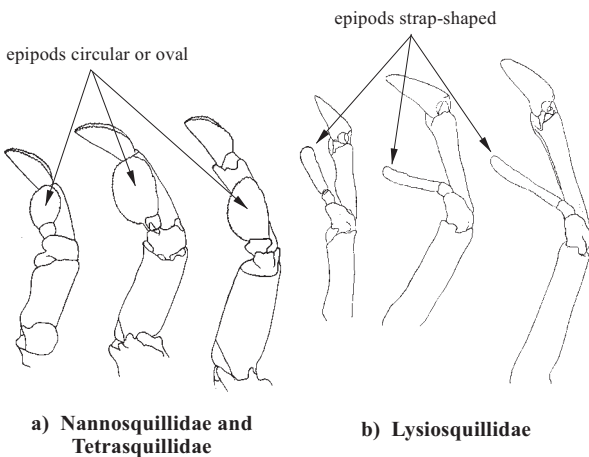 epipods strap-shaped
epipods circular or oval
a) Nannosquillidae and
Tetrasquillidae
b) Lysiosquillidae